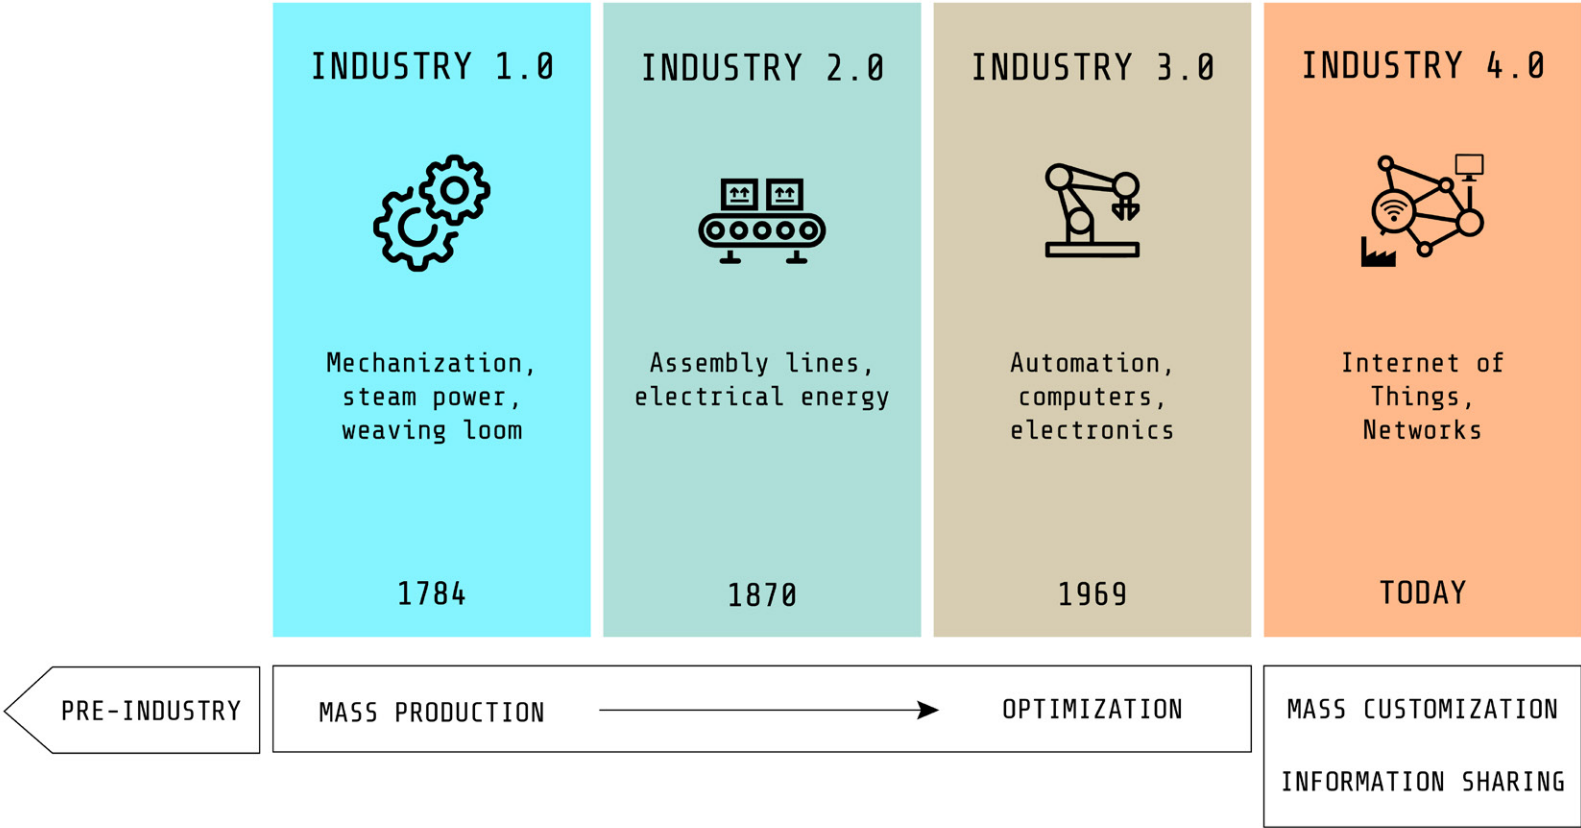 INDUSTRY 1.0
Mechanization,
steam power,
weaving loom
1784
INDUSTRY 2.0
Assembly lines,
electrical energy
1870
INDUSTRY 3.0
Automation,
computers,
electronics
1969
INDUSTRY 4.0
Internet of
Things,
Networks
TODAY
PRE-INDUSTRY
MASS PRODUCTION
OPTIMIZATION
MASS CUSTOMIZATION
INFORMATION SHARING